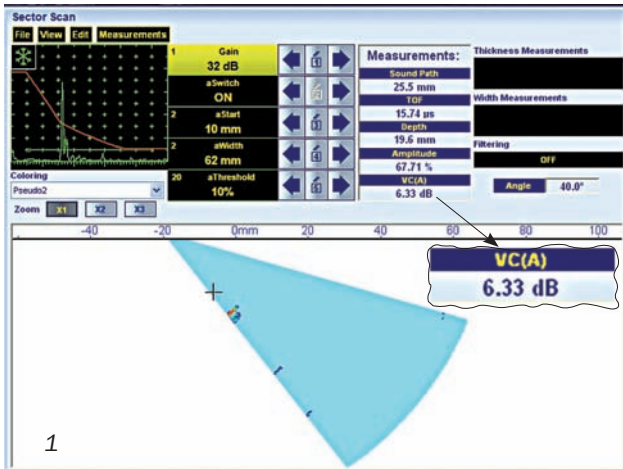 Sector Scan
File View Edit Measurements
1 Gain
32 dB
aSwitch
ON
2 aStart
10 mm
2 aWidth
62 mm
20 aThreshold
10%
Measurements:
Sound Path
25.5 mm
TOF
15.74 µs
Depth
19.6 mm
Amplitude
67.71 %
VC(A)
6.33 dB
Thickness Measurements
Width Measurements
Filtering
OFF
Angle 40.0°
Coloring
Pseudo2
Zoom X1 X2 X3
-40 -20 0mm 20 40 60 80 100
VC(A)
6.33 dB
1